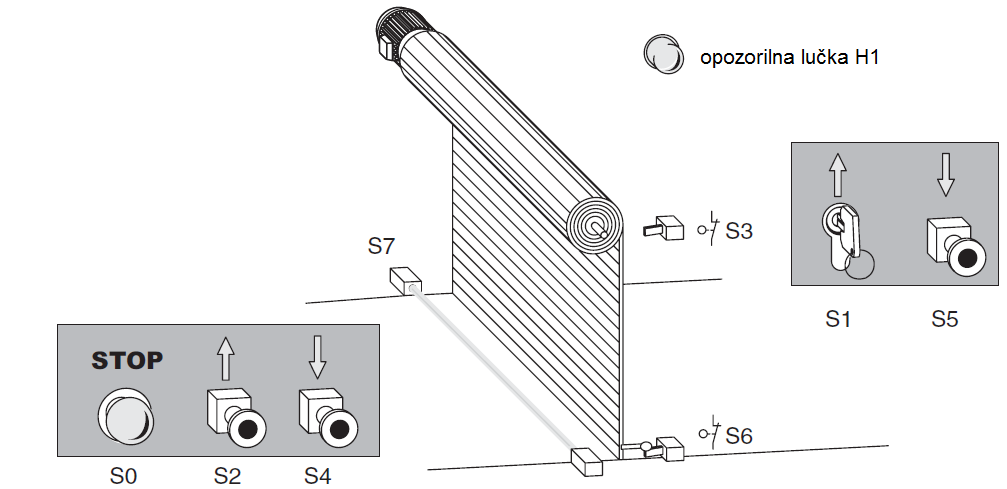 opozorilna lučka H1
S7
S3
S1
S5
STOP
S6
S0
S2
S4